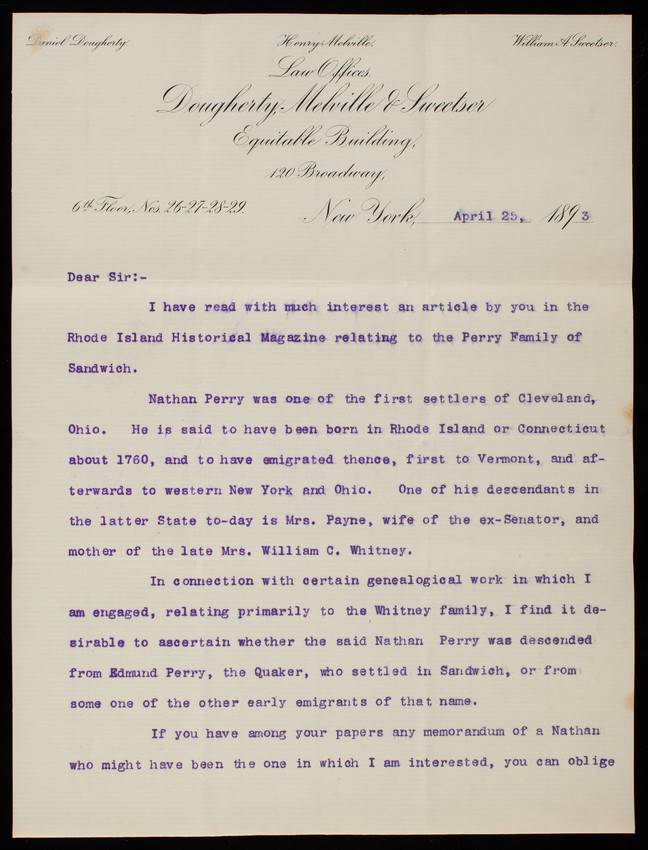 Daniel Dougherty. Henry Melville. William A. Sweetser.
Law Offices.
Dougherty, Melville & Sweetser
Equitable Building,
120 Broadway,
6th Floor, Nos. 26-27-28-29.
New York, April 25, 1893
Dear Sir:-
I have read with much interest an article by you in the
Rhode Island Historical Magazine relating to the Perry Family of
Sandwich.
Nathan Perry was one of the first settlers of Cleveland,
Ohio. He is said to have been born in Rhode Island or Connecticut
about 1760, and to have emigrated thence, first to Vermont, and af-
terwards to western New York and Ohio. One of his descendants in
the latter State to-day is Mrs. Payne, wife of the ex-Senator, and
mother of the late Mrs. William C. Whitney.
In connection with certain genealogical work in which I
am engaged, relating primarily to the Whitney family, I find it de-
sirable to ascertain whether the said Nathan Perry was descended
from Edmund Perry, the Quaker, who settled in Sandwich, or from
some one of the other early emigrants of that name.
If you have among your papers any memorandum of a Nathan
who might have been the one in which I am interested, you can oblige